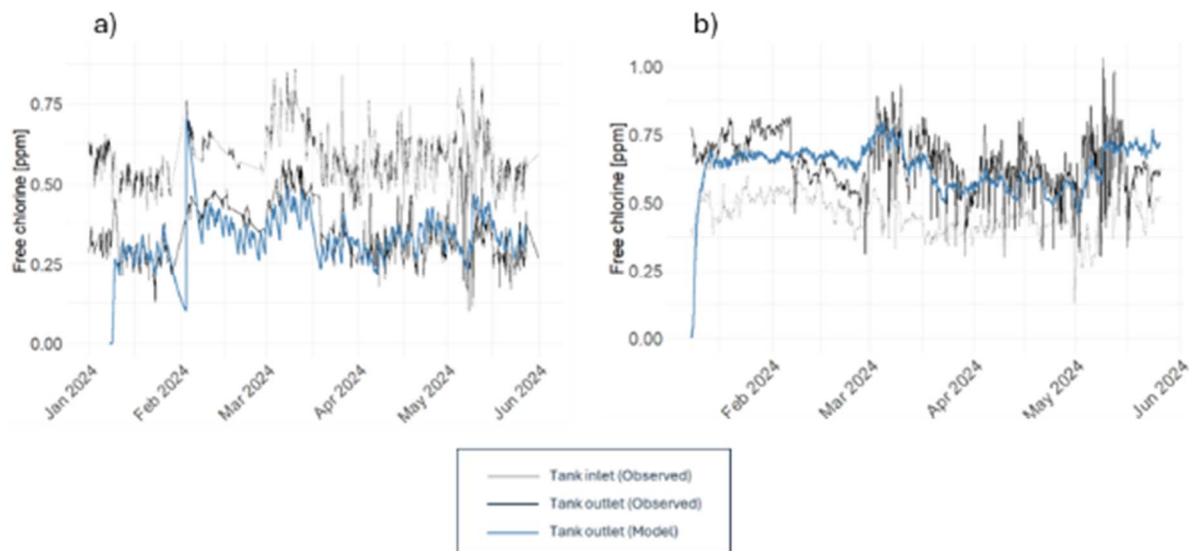 a)
Free chlorine [ppm]
0.75
0.50
0.25
0.00
Jan 2024
Feb 2024
Mar 2024
Apr 2024
May 2024
Jun 2024
b)
Free chlorine [ppm]
1.00
0.75
0.50
0.25
0.00
Feb 2024
Mar 2024
Apr 2024
May 2024
Jun 2024
Tank inlet (Observed)
Tank outlet (Observed)
Tank outlet (Model)